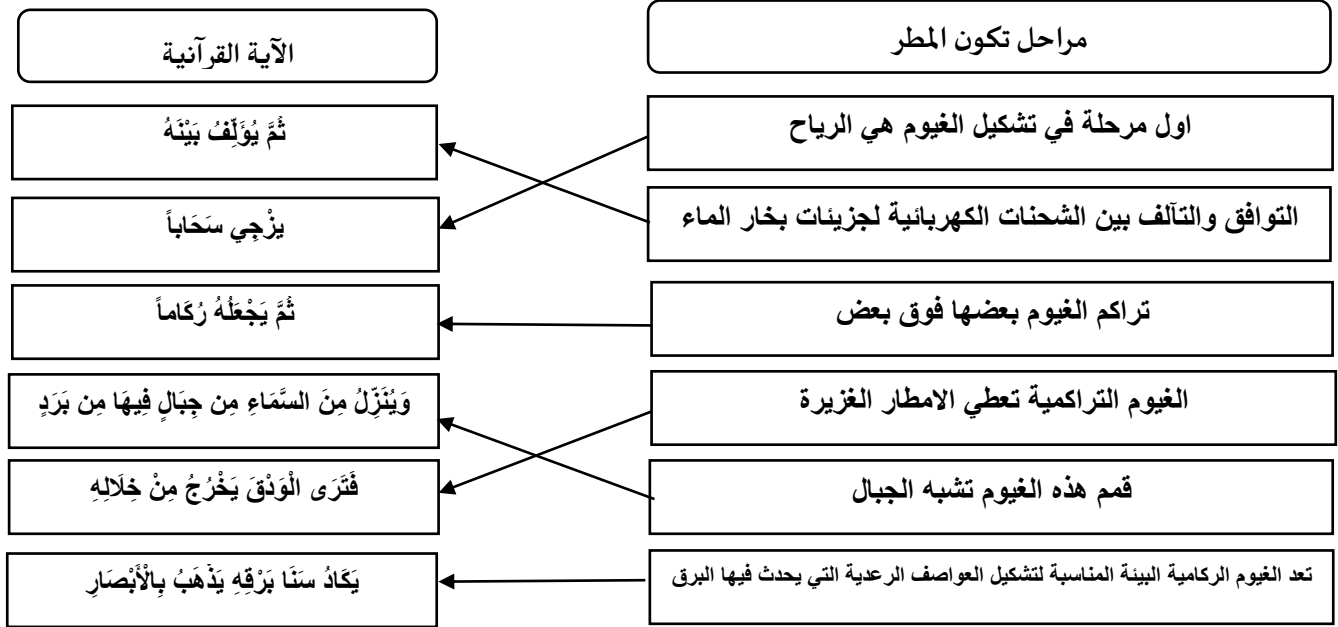 مراحل تكون المطر
الآية القرآنية
اول مرحلة في تشكيل الغيوم هي الرياح
ثُمَّ يُؤَلِّفُ بَيْنَهُ
التوافق والتآلف بين الشحنات الكهربائية لجزيئات بخار الماء
يزْجِي سَحَاباً
تراكم الغيوم بعضها فوق بعض
ثُمَّ يَجْعَلُهُ رُكَاماً
الغيوم التراكمية تعطي الامطار الغزيرة
وَيُنَزِّلُ مِنَ السَّمَاءِ مِن جِبَالٍ فِيهَا مِن بَرَدٍ
قمم هذه الغيوم تشبه الجبال
فَتَرَى الْوَدْقَ يَخْرُجُ مِنْ خِلَالِهِ
تعد الغيوم الركامية البيئة المناسبة لتشكيل العواصف الرعدية التي يحدث فيها البرق
يَكَادُ سَنَا بَرْقِهِ يَذْهَبُ بِالْأَبْصَارِ